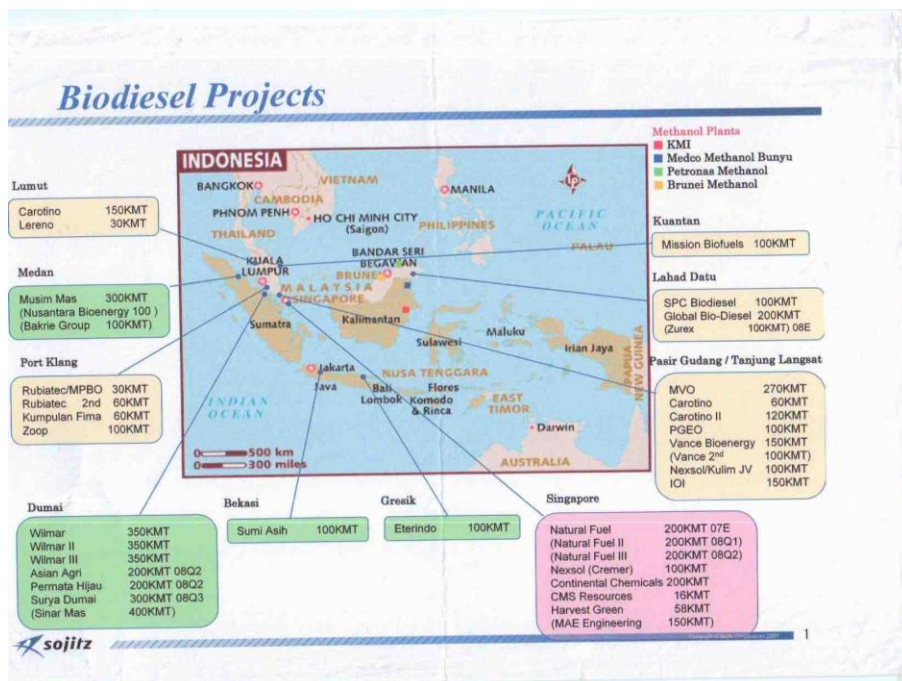 Biodiesel Projects
Methanol Plants
KMI
Medco Methanol Bunyu
Petronas Methanol
Brunei Methanol
INDONESIA
BANGKOK
VIETNAM
CAMBODIA
PHNOM PENH
HO CHI MINH CITY
(Saigon)
THAILAND
MANILA
PHILIPPINES
PACIFIC
OCEAN
PALAU
BANDAR SERI
BEGAWAN
BRUNEI
KUALA
LUMPUR
MALAYSIA
SINGAPORE
Sumatra
Kalimantan
Sulawesi
Maluku
Irian Jaya
PAPUA
NEW GUINEA
Jakarta
Java
NUSA TENGGARA
Bali
Lombok
Flores
Komodo
& Rinca
EAST
TIMOR
INDIAN
OCEAN
Darwin
AUSTRALIA
0 500 km
0 300 miles
Lumut
Carotino 150KMT
Lereno 30KMT
Medan
Musim Mas 300KMT
(Nusantara Bioenergy 100 )
(Bakrie Group 100KMT)
Port Klang
Rubiatec/MPBO 30KMT
Rubiatec 2nd 60KMT
Kumpulan Fima 60KMT
Zoop 100KMT
Kuantan
Mission Biofuels 100KMT
Lahad Datu
SPC Biodiesel 100KMT
Global Bio-Diesel 200KMT
(Zurex 100KMT) 08E
Pasir Gudang / Tanjung Langsat
MVO 270KMT
Carotino 60KMT
Carotino II 120KMT
PGEO 100KMT
Vance Bioenergy 150KMT
(Vance 2nd 100KMT)
Nexsol/Kulim JV 100KMT
IOI 150KMT
Dumai
Wilmar 350KMT
Wilmar II 350KMT
Wilmar III 350KMT
Asian Agri 200KMT 08Q2
Permata Hijau 200KMT 08Q2
Surya Dumai 300KMT 08Q3
(Sinar Mas 400KMT)
Bekasi
Sumi Asih 100KMT
Gresik
Eterindo 100KMT
Singapore
Natural Fuel 200KMT 07E
(Natural Fuel II 200KMT 08Q1)
(Natural Fuel III 200KMT 08Q2)
Nexsol (Cremer) 100KMT
Continental Chemicals 200KMT
CMS Resources 16KMT
Harvest Green 58KMT
(MAE Engineering 150KMT)
sojitz
1